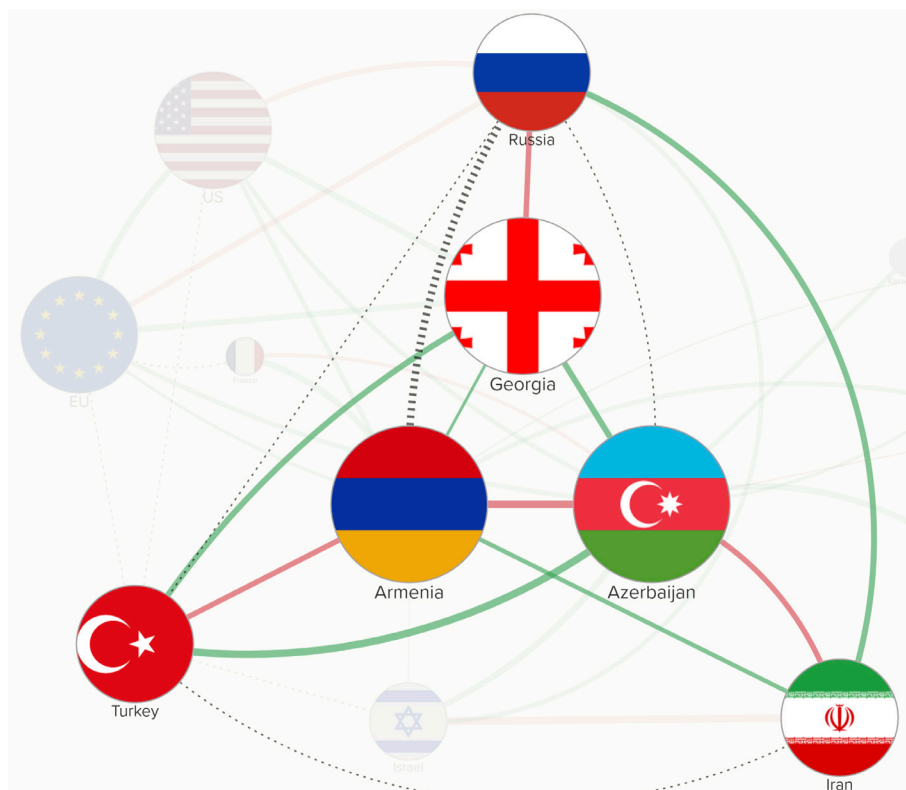 Russia
US
Georgia
EU
France
Armenia
Azerbaijan
Turkey
Israel
Iran